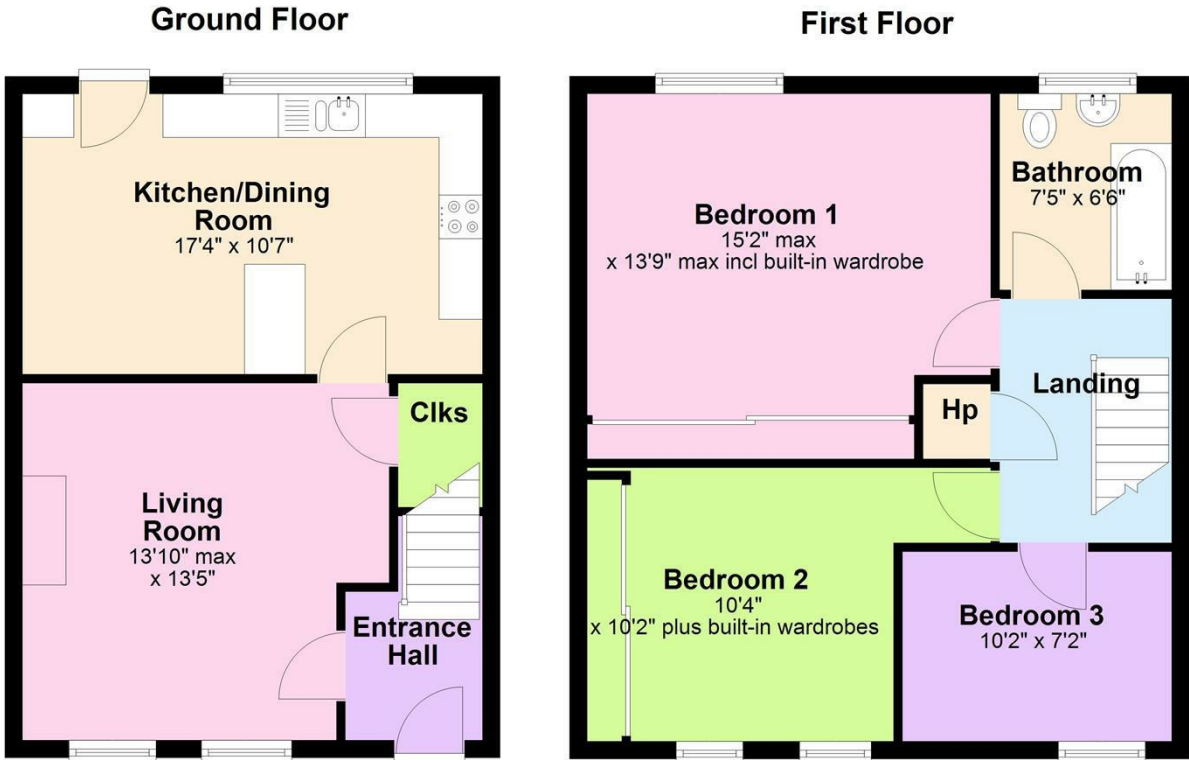 Ground Floor
Kitchen/Dining
Room
17'4" x 10'7"
Clks
Living
Room
13'10" max
x 13'5"
Entrance
Hall
First Floor
Bedroom 1
15'2" max
x 13'9" max incl built-in wardrobe
Bathroom
7'5" x 6'6"
Landing
Hp
Bedroom 2
10'4"
x 10'2" plus built-in wardrobes
Bedroom 3
10'2" x 7'2"